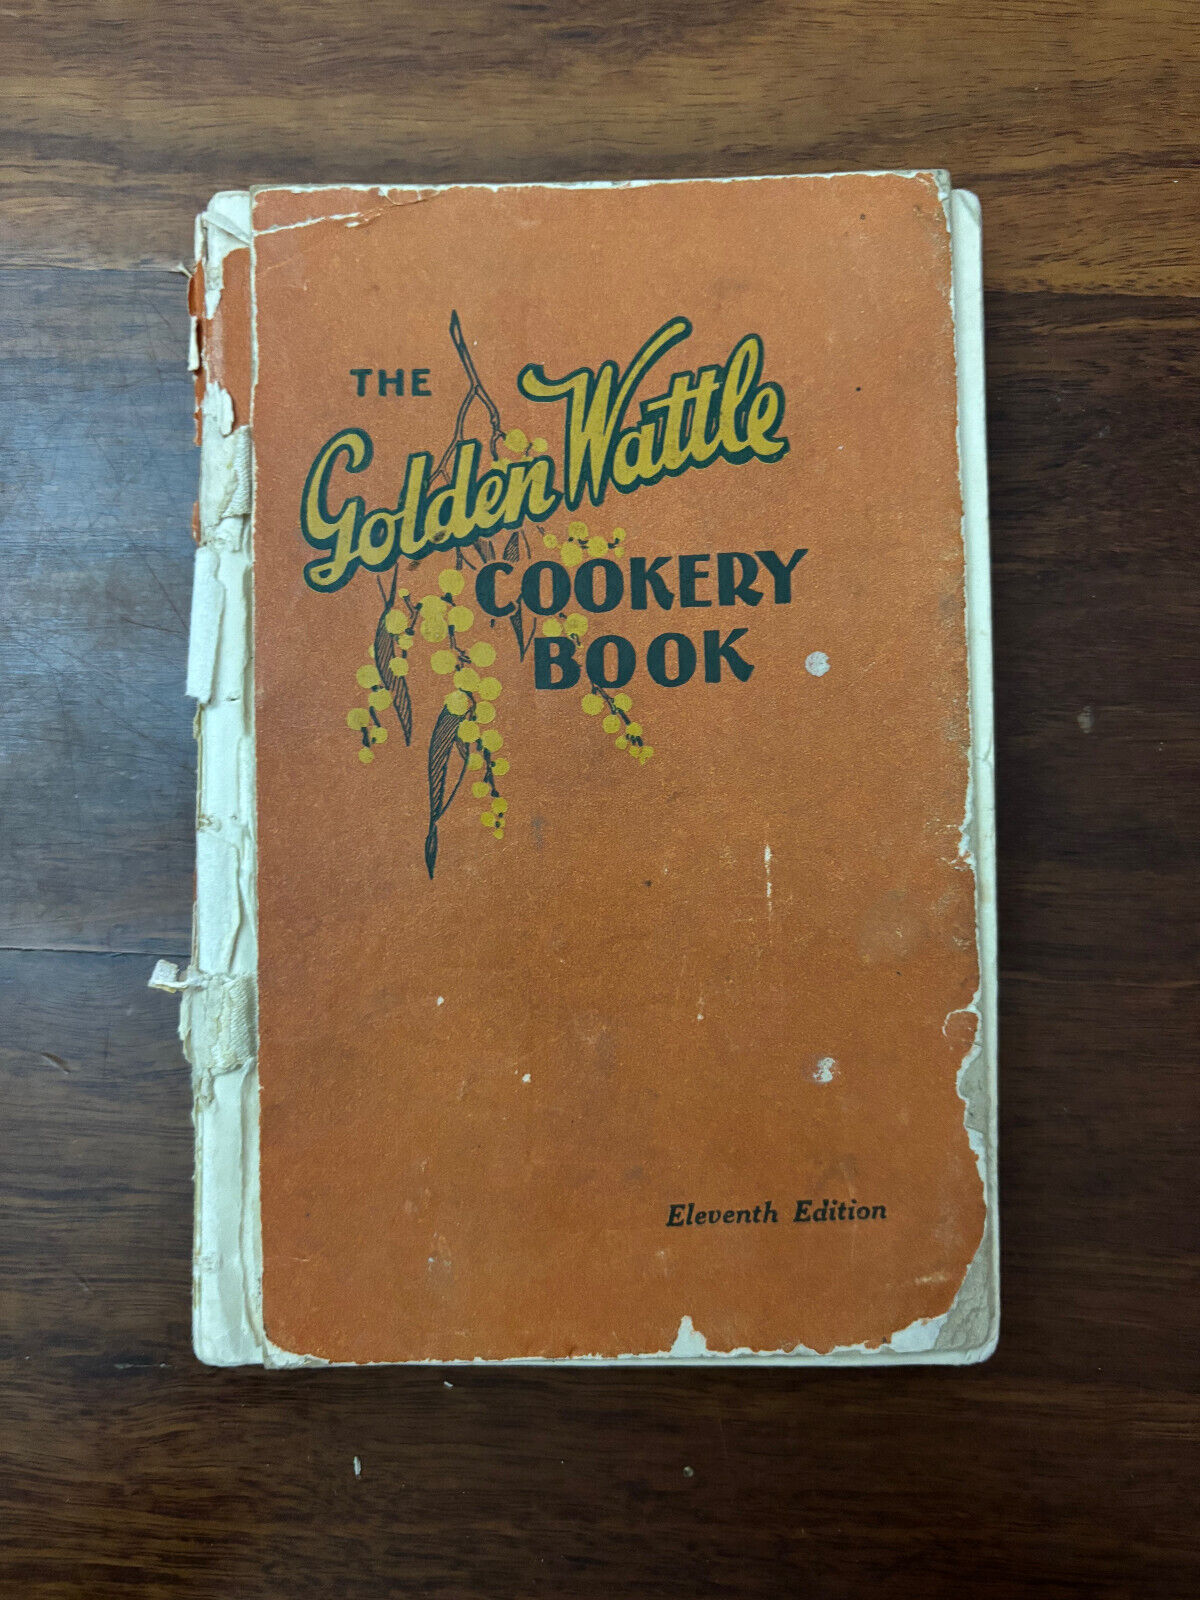 THE
Golden Wattle
COOKERY
BOOK
Eleventh Edition